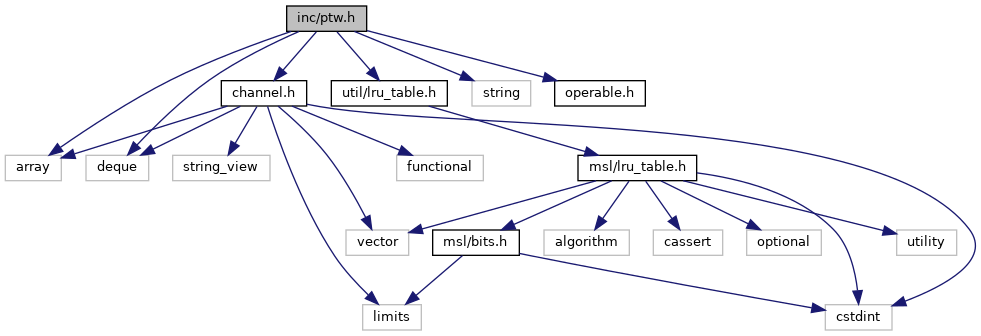 inc/ptw.h
channel.h
util/lru_table.h
string
operable.h
array
deque
string_view
functional
msl/lru_table.h
vector
msl/bits.h
algorithm
cassert
optional
utility
limits
cstdint